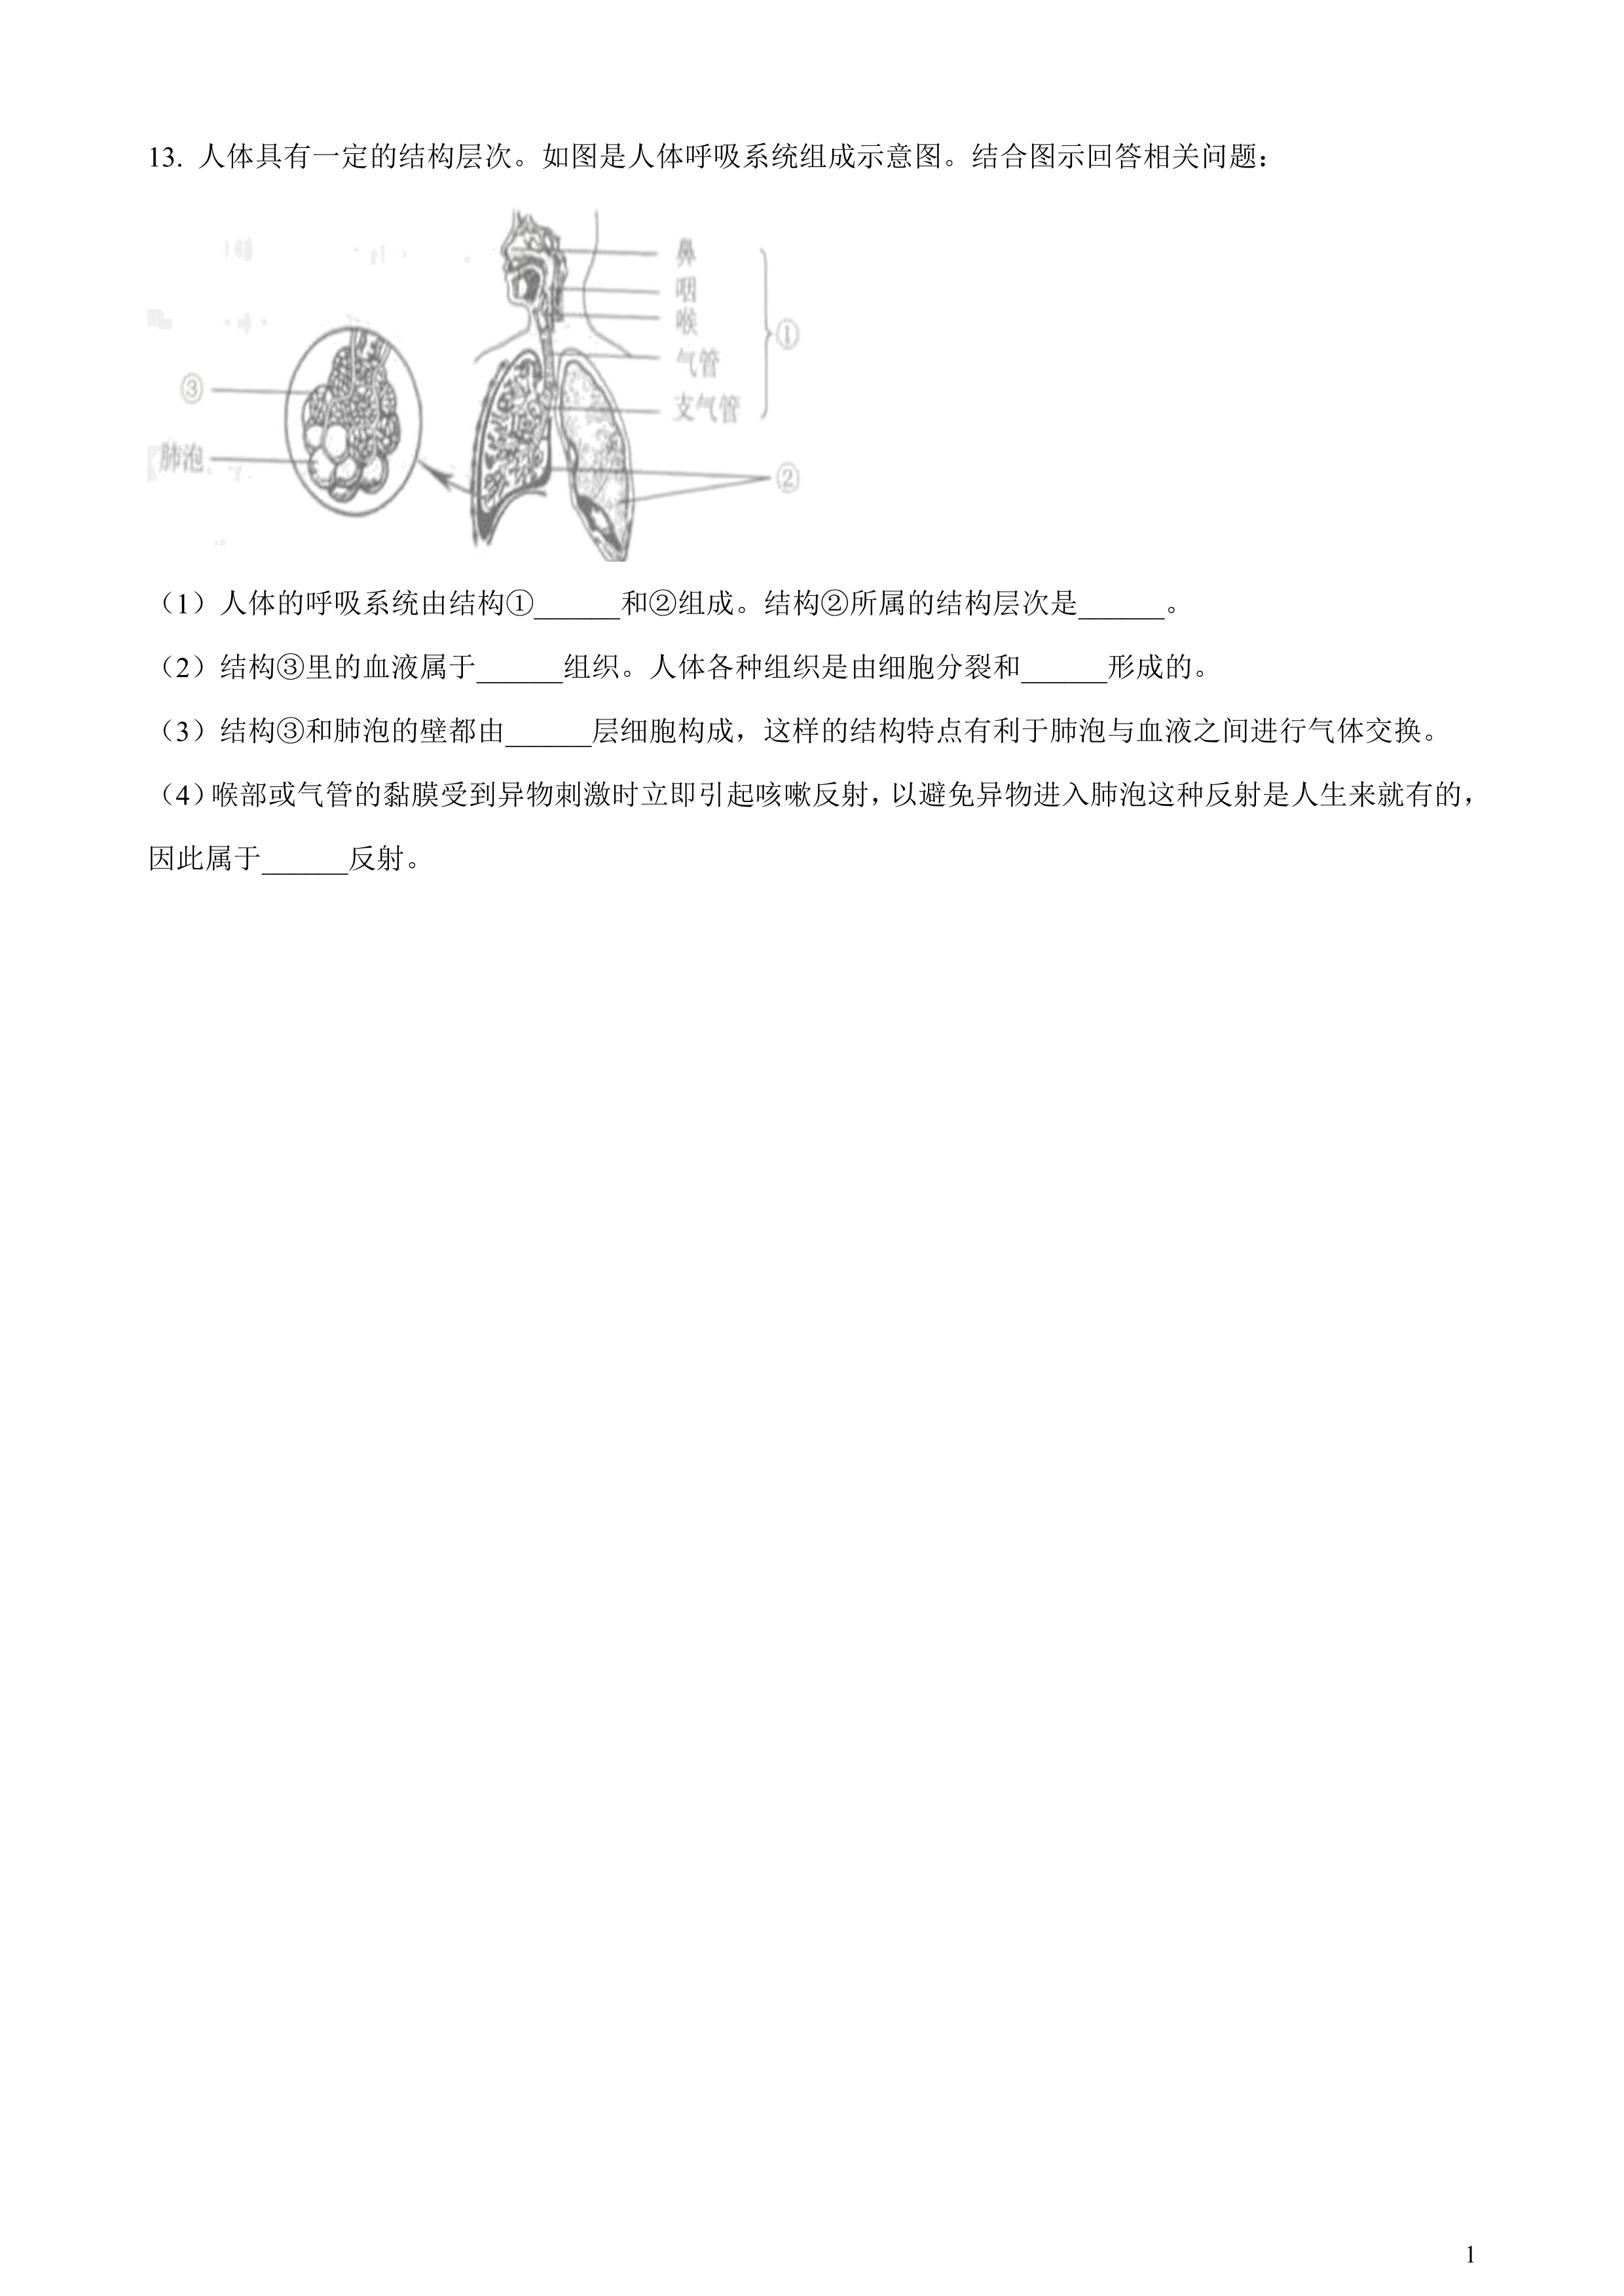 13. 人体具有一定的结构层次。如图是人体呼吸系统组成示意图。结合图示回答相关问题：
鼻
咽
喉
①
气管
③
支气管
肺泡
②
（1）人体的呼吸系统由结构①______和②组成。结构②所属的结构层次是______。
（2）结构③里的血液属于______组织。人体各种组织是由细胞分裂和______形成的。
（3）结构③和肺泡的壁都由______层细胞构成，这样的结构特点有利于肺泡与血液之间进行气体交换。
（4）喉部或气管的黏膜受到异物刺激时立即引起咳嗽反射，以避免异物进入肺泡这种反射是人生来就有的，
因此属于______反射。
1